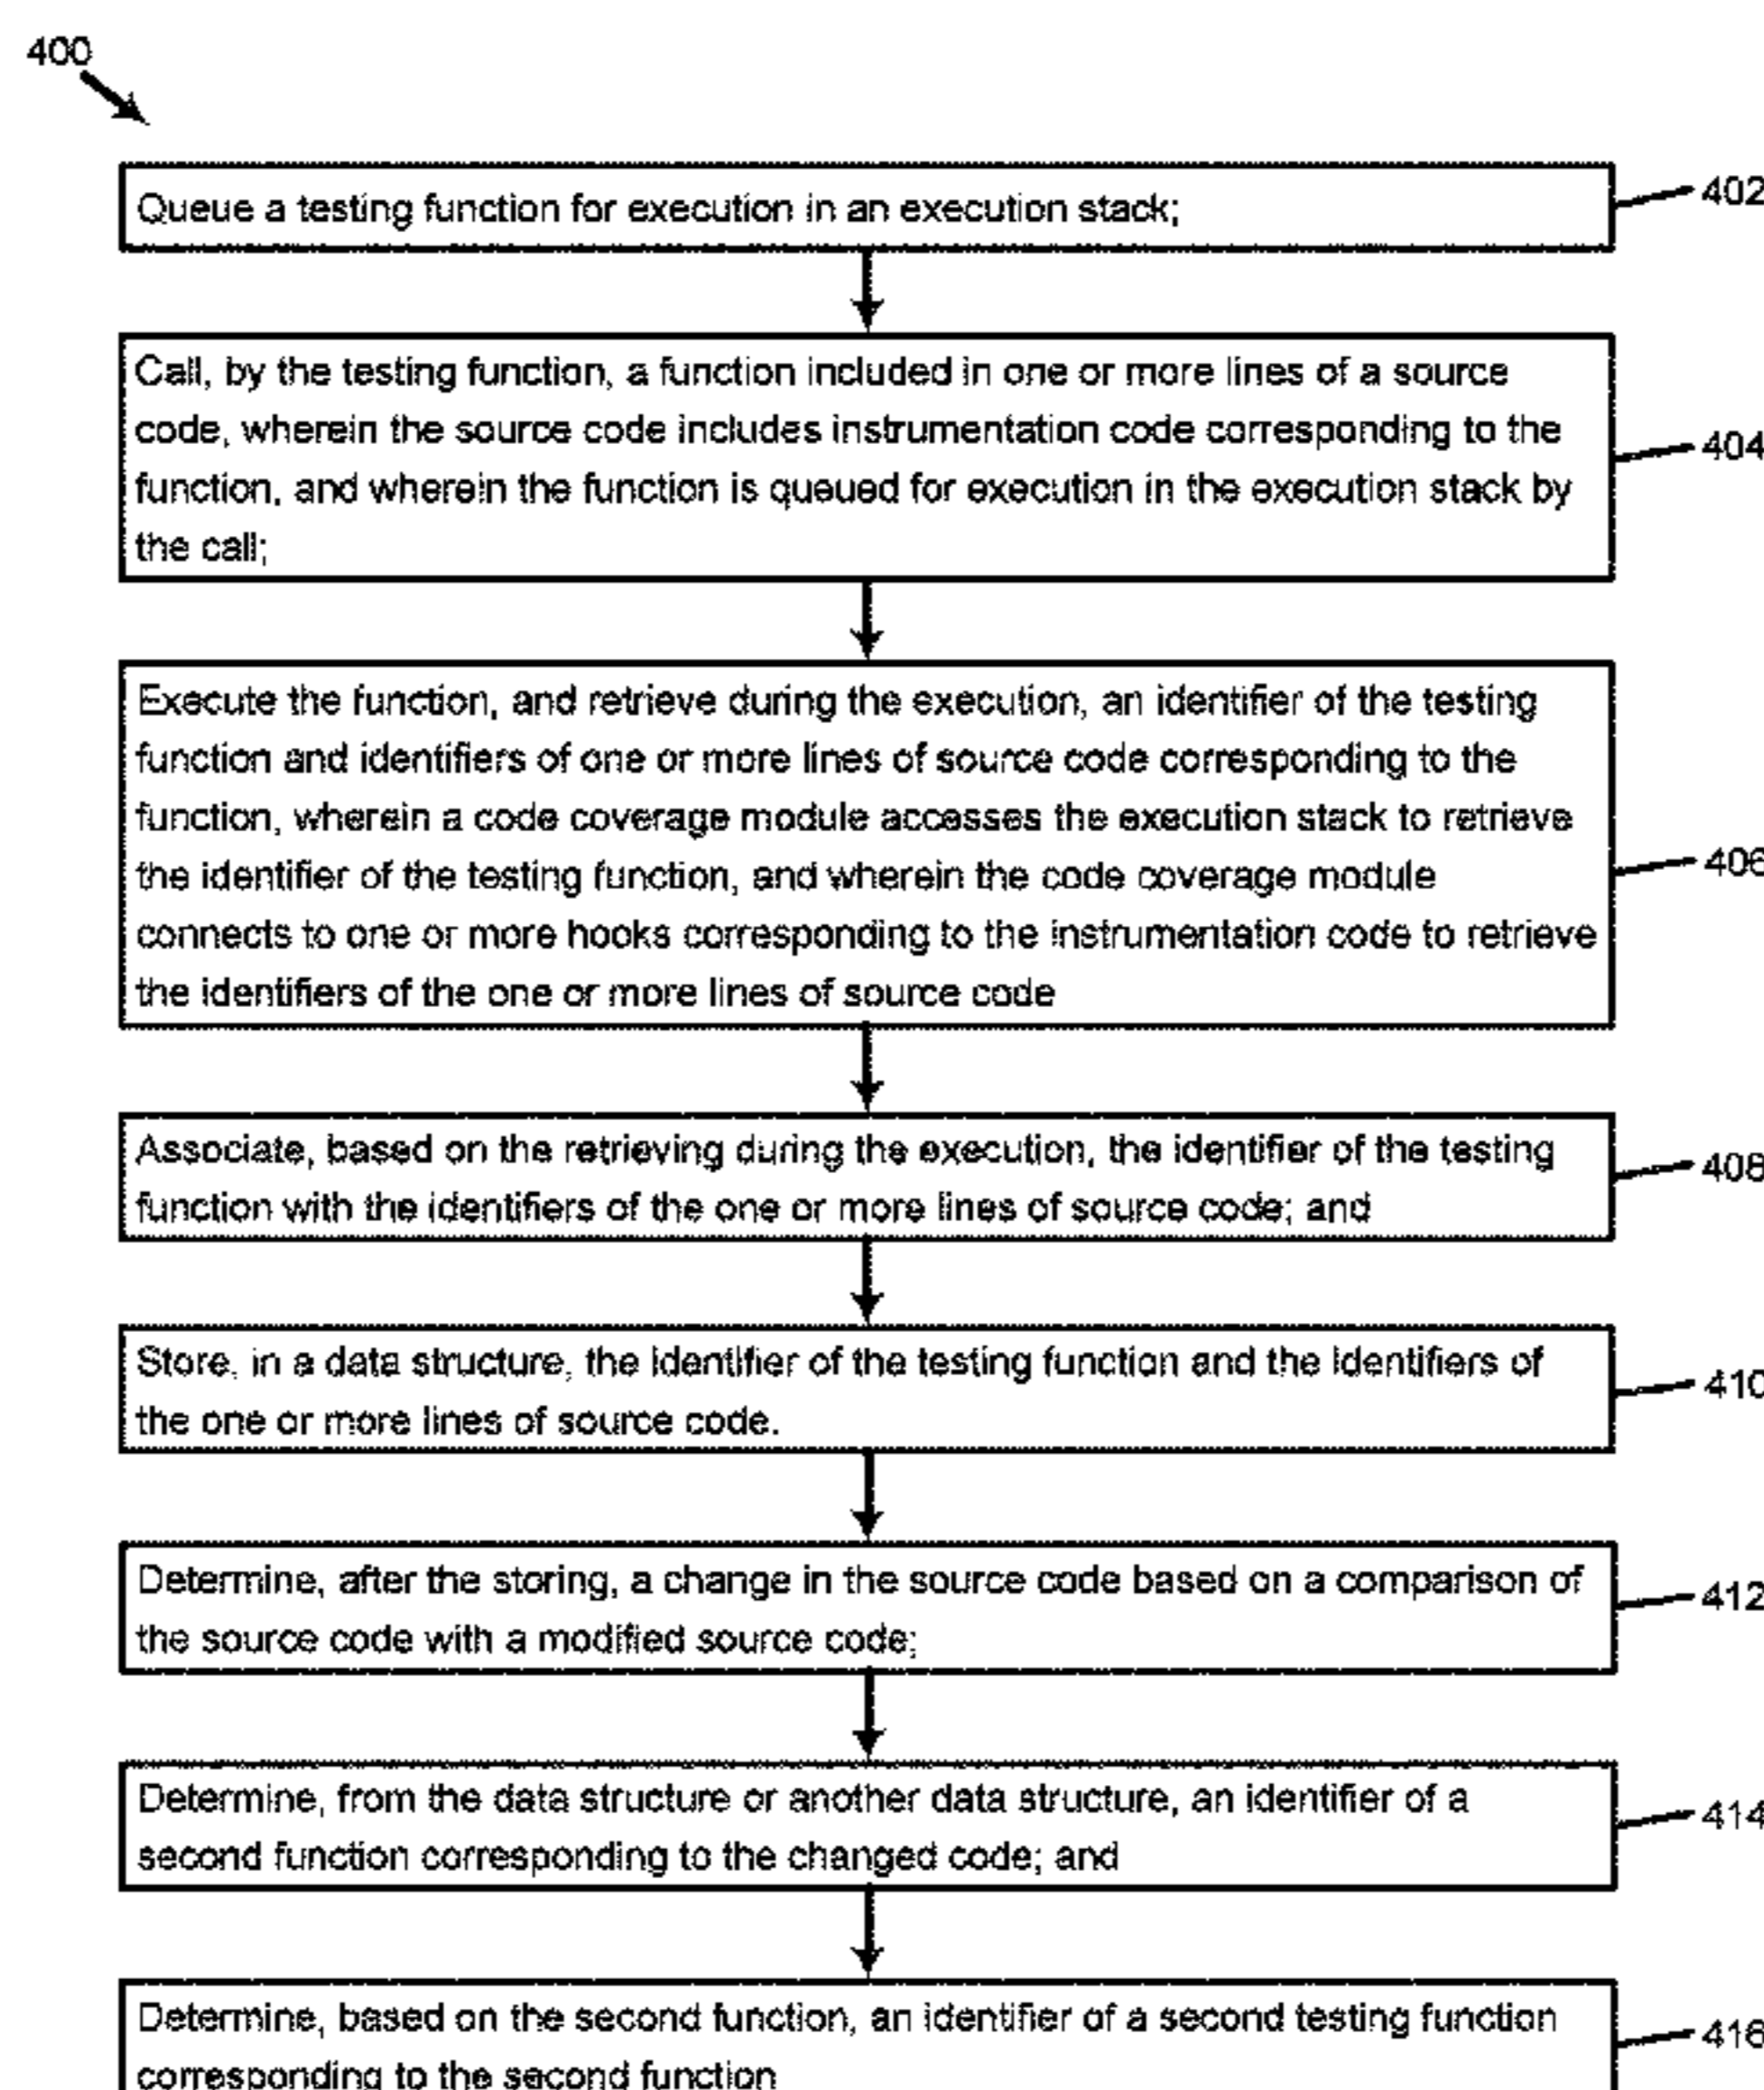 400
Queue a testing function for execution in an execution stack;
402
Call, by the testing function, a function included in one or more lines of a source
code, wherein the source code includes instrumentation code corresponding to the
function, and wherein the function is queued for execution in the execution stack by
the call;
404
Execute the function, and retrieve during the execution, an identifier of the testing
function and identifiers of one or more lines of source code corresponding to the
function, wherein a code coverage module accesses the execution stack to retrieve
the identifier of the testing function, and wherein the code coverage module
connects to one or more hooks corresponding to the instrumentation code to retrieve
the identifiers of the one or more lines of source code
406
Associate, based on the retrieving during the execution, the identifier of the testing
function with the identifiers of the one or more lines of source code; and
408
Store, in a data structure, the identifier of the testing function and the identifiers of
the one or more lines of source code.
410
Determine, after the storing, a change in the source code based on a comparison of
the source code with a modified source code;
412
Determine, from the data structure or another data structure, an identifier of a
second function corresponding to the changed code; and
414
Determine, based on the second function, an identifier of a second testing function
corresponding to the second function
416